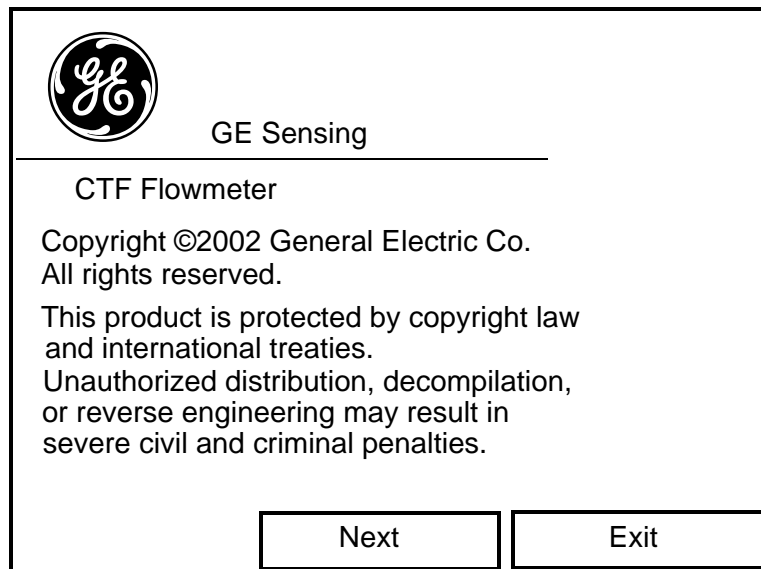 GE
GE Sensing
CTF Flowmeter
Copyright ©2002 General Electric Co.
All rights reserved.
This product is protected by copyright law
and international treaties.
Unauthorized distribution, decompilation,
or reverse engineering may result in
severe civil and criminal penalties.
Next
Exit